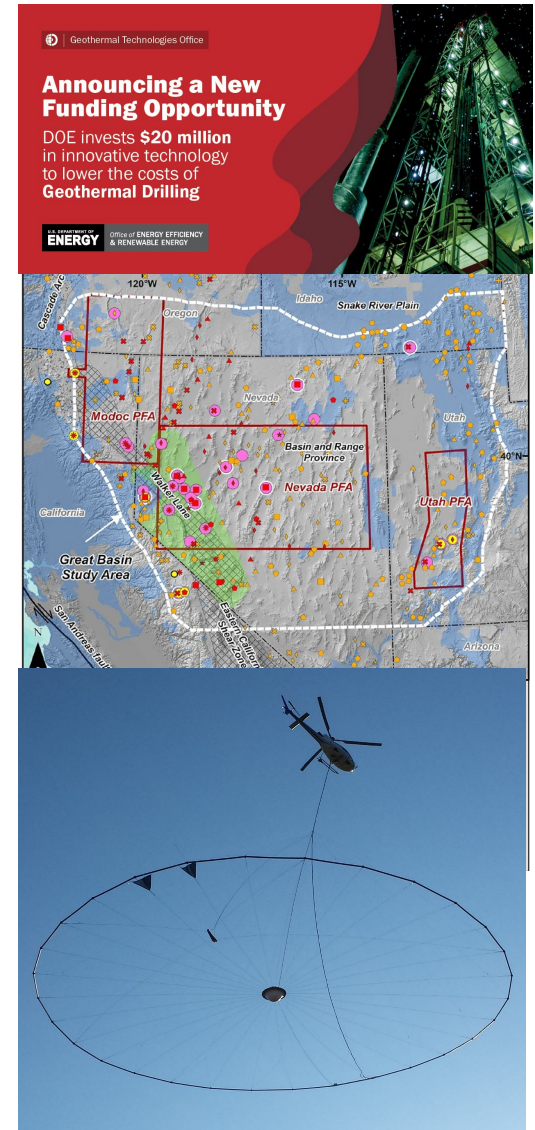 Geothermal Technologies Office
Announcing a New
Funding Opportunity
DOE invests $20 million
in innovative technology
to lower the costs of
Geothermal Drilling
U.S. DEPARTMENT OF
ENERGY
Office of ENERGY EFFICIENCY
& RENEWABLE ENERGY
120°W
115°W
Cascade Arc
Idaho
Snake River Plain
Oregon
Nevada
Modoc PFA
Utah
Basin and Range
Province
40°N
Walker Lane
Nevada PFA
Utah PFA
California
Great Basin
Study Area
San Andreas fault
Eastern Californ
Shear Zone
Arizona
N